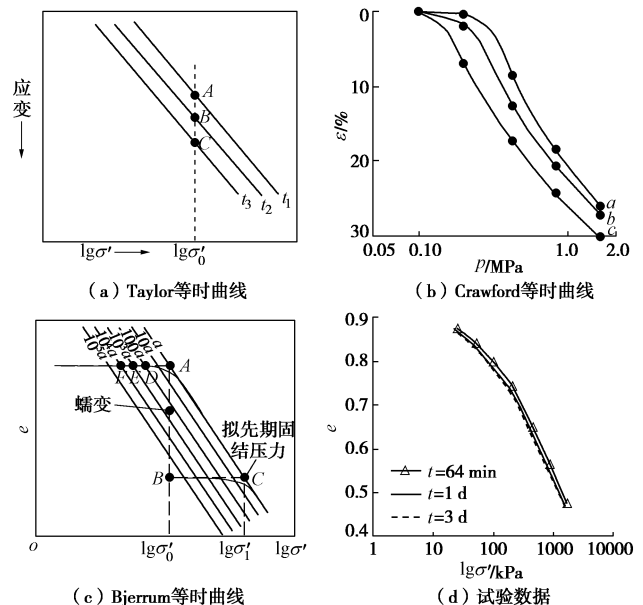 应变
A
B
C
t₃ t₂ t₁
lgσ′ lgσ′₀
(a)Taylor等时曲线
0
10
20
30
ε/%
a
b
c
0.05 0.10 1.0 2.0
p/MPa
(b)Crawford等时曲线
F E D A
蠕变
拟先期固
结压力
B C
e
o lgσ′₀ lgσ′₁ lgσ′
(c)Bjerrum等时曲线
0.9
0.8
0.7
0.6
0.5
0.4
e
t=64 min
t=1 d
t=3 d
1 10 100 1000 10000
lgσ′/kPa
(d)试验数据